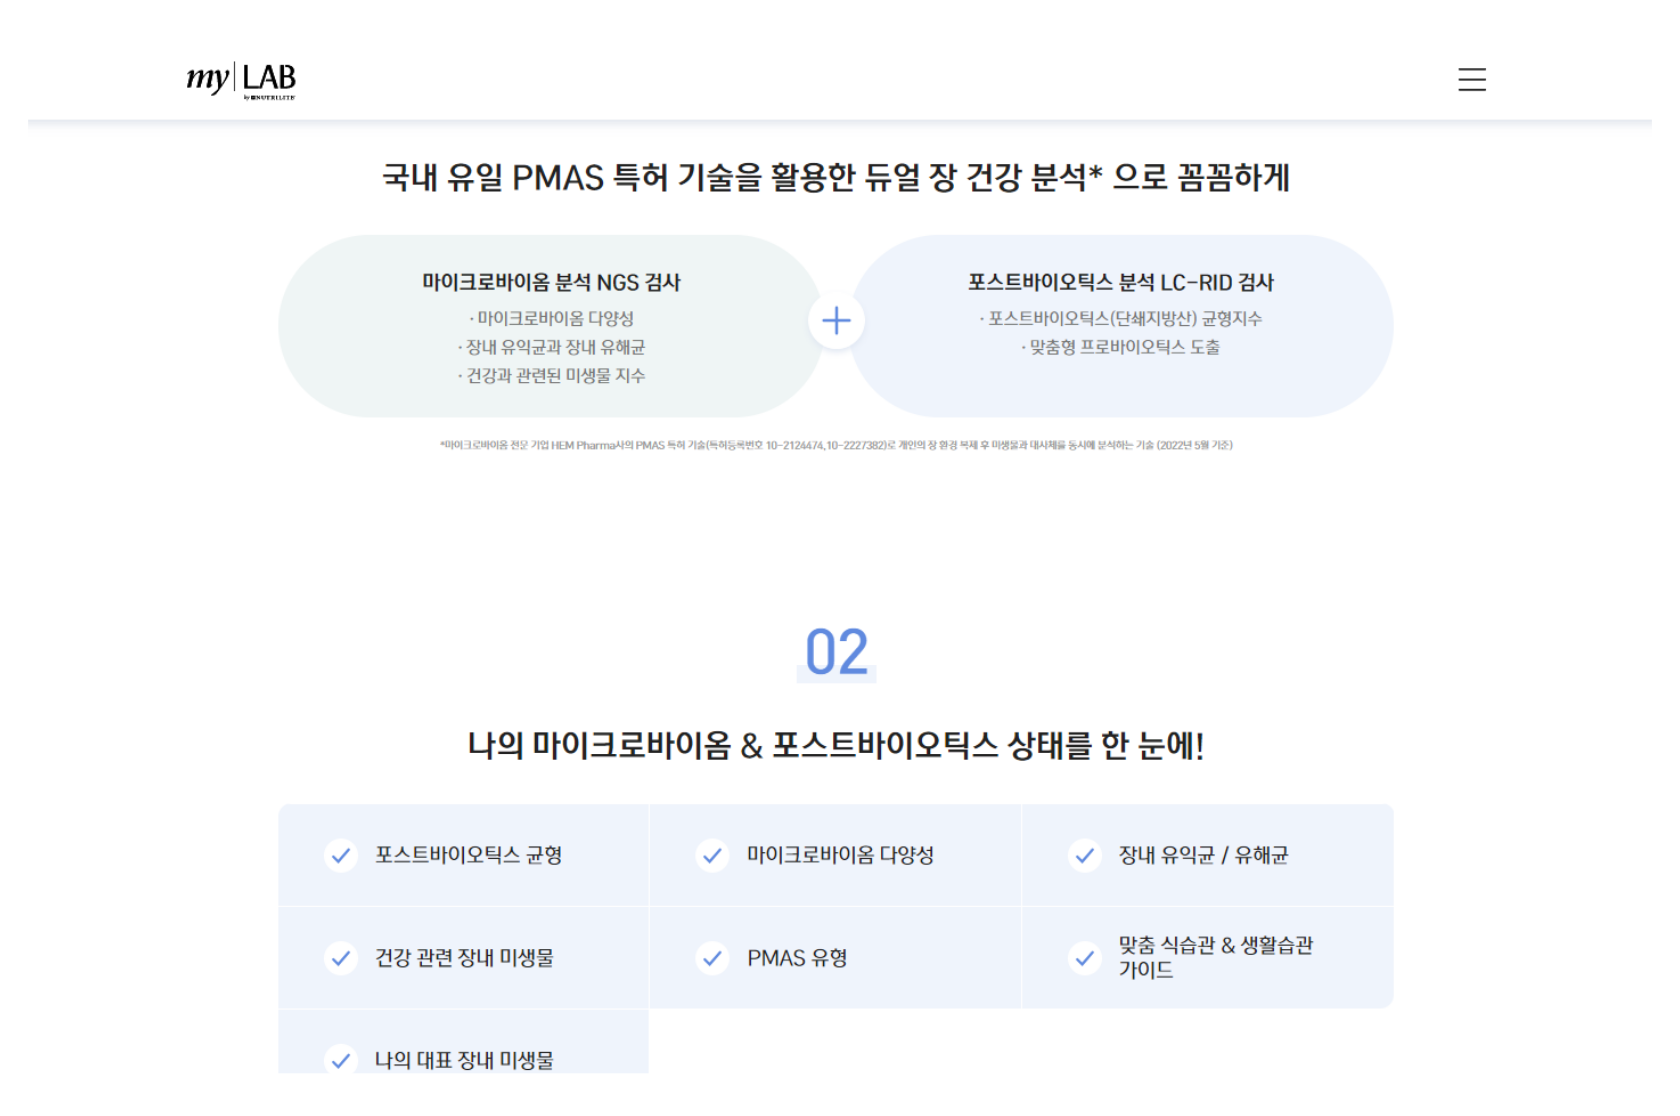 my LAB
by NUTRILITE
국내 유일 PMAS 특허 기술을 활용한 듀얼 장 건강 분석* 으로 꼼꼼하게
마이크로바이옴 분석 NGS 검사
· 마이크로바이옴 다양성
· 장내 유익균과 장내 유해균
· 건강과 관련된 미생물 지수
포스트바이오틱스 분석 LC-RID 검사
· 포스트바이오틱스(단쇄지방산) 균형지수
· 맞춤형 프로바이오틱스 도출
*마이크로바이옴 전문 기업 HEM Pharma사의 PMAS 특허 기술(특허등록번호 10-2124474,10-2227382)로 개인의 장 환경 복제 후 미생물과 대사체를 동시에 분석하는 기술 (2022년 5월 기준)
02
나의 마이크로바이옴 & 포스트바이오틱스 상태를 한 눈에!
포스트바이오틱스 균형
마이크로바이옴 다양성
장내 유익균 / 유해균
건강 관련 장내 미생물
PMAS 유형
맞춤 식습관 & 생활습관
가이드
나의 대표 장내 미생물